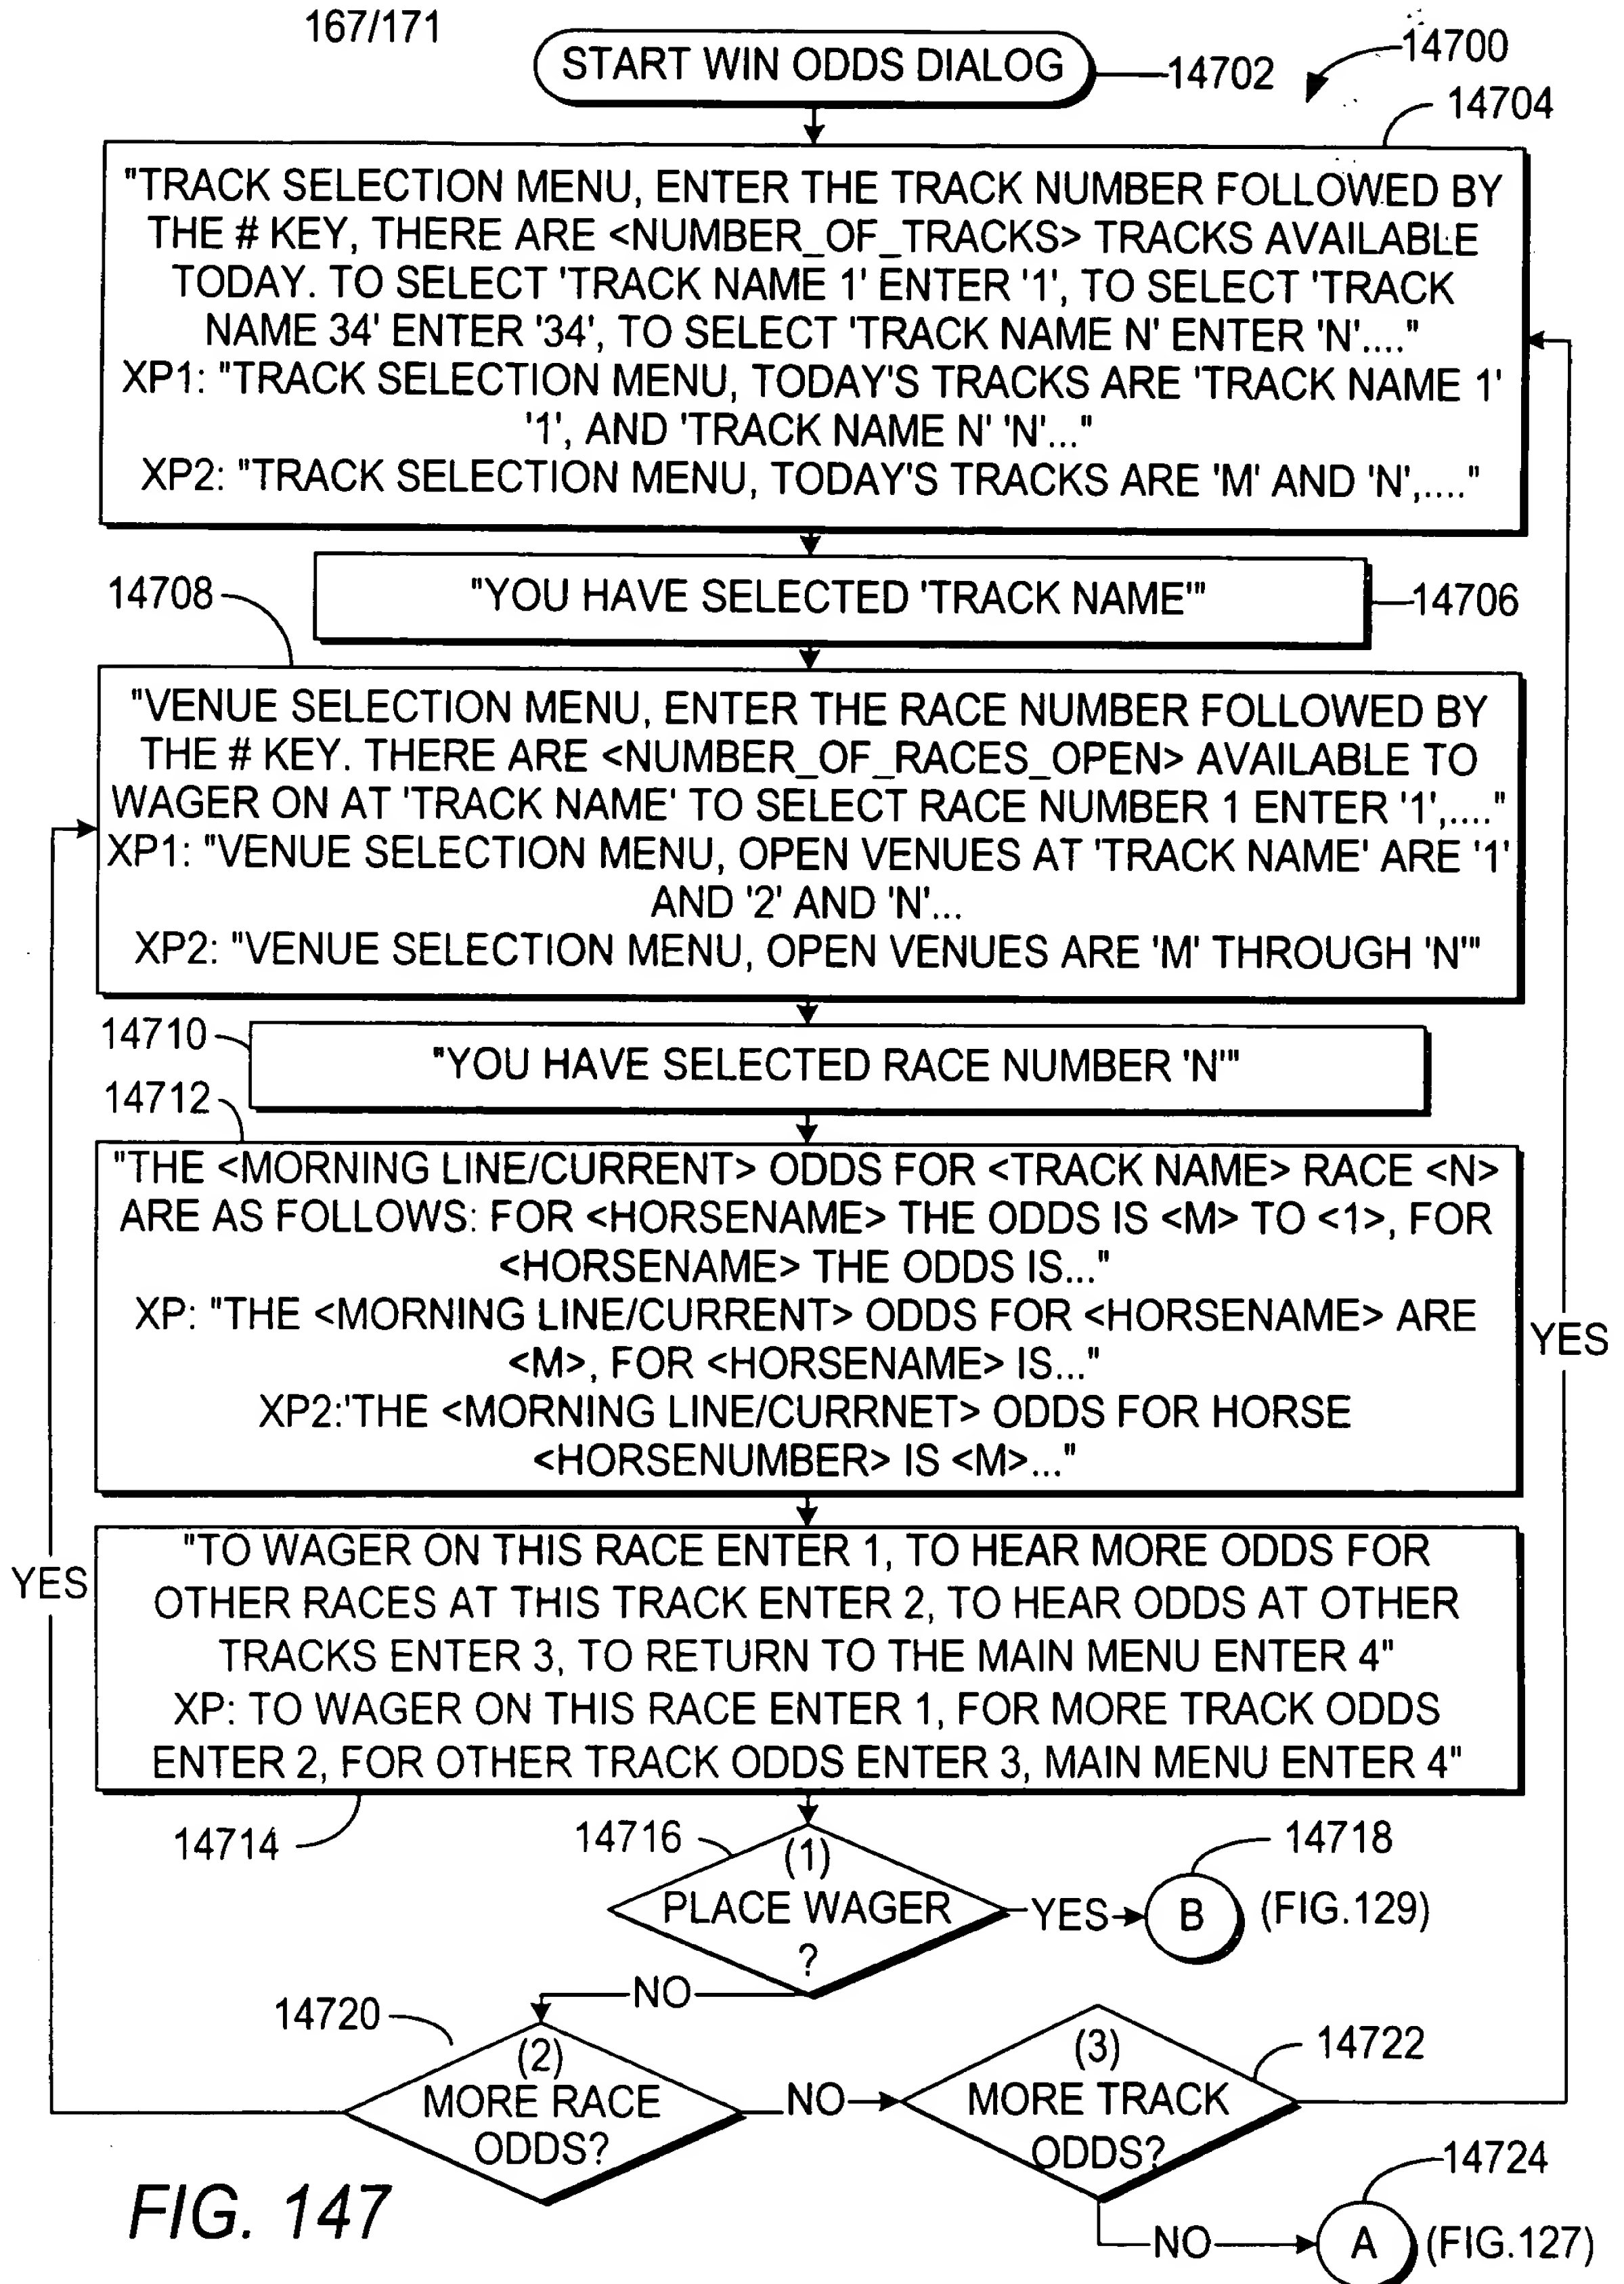 167/171
START WIN ODDS DIALOG
14702
14700
14704
"TRACK SELECTION MENU, ENTER THE TRACK NUMBER FOLLOWED BY
THE # KEY, THERE ARE <NUMBER_OF_TRACKS> TRACKS AVAILABLE
TODAY. TO SELECT 'TRACK NAME 1' ENTER '1', TO SELECT 'TRACK
NAME 34' ENTER '34', TO SELECT 'TRACK NAME N' ENTER 'N'...."
XP1: "TRACK SELECTION MENU, TODAY'S TRACKS ARE 'TRACK NAME 1'
'1', AND 'TRACK NAME N' 'N'..."
XP2: "TRACK SELECTION MENU, TODAY'S TRACKS ARE 'M' AND 'N',...."
14708
"YOU HAVE SELECTED 'TRACK NAME'"
14706
"VENUE SELECTION MENU, ENTER THE RACE NUMBER FOLLOWED BY
THE # KEY. THERE ARE <NUMBER_OF_RACES_OPEN> AVAILABLE TO
WAGER ON AT 'TRACK NAME' TO SELECT RACE NUMBER 1 ENTER '1',...."
XP1: "VENUE SELECTION MENU, OPEN VENUES AT 'TRACK NAME' ARE '1'
AND '2' AND 'N'...
XP2: "VENUE SELECTION MENU, OPEN VENUES ARE 'M' THROUGH 'N'"
14710
"YOU HAVE SELECTED RACE NUMBER 'N'"
14712
"THE <MORNING LINE/CURRENT> ODDS FOR <TRACK NAME> RACE <N>
ARE AS FOLLOWS: FOR <HORSENAME> THE ODDS IS <M> TO <1>, FOR
<HORSENAME> THE ODDS IS..."
XP: "THE <MORNING LINE/CURRENT> ODDS FOR <HORSENAME> ARE
<M>, FOR <HORSENAME> IS..."
XP2:'THE <MORNING LINE/CURRNET> ODDS FOR HORSE
<HORSENUMBER> IS <M>..."
YES
YES
"TO WAGER ON THIS RACE ENTER 1, TO HEAR MORE ODDS FOR
OTHER RACES AT THIS TRACK ENTER 2, TO HEAR ODDS AT OTHER
TRACKS ENTER 3, TO RETURN TO THE MAIN MENU ENTER 4"
XP: TO WAGER ON THIS RACE ENTER 1, FOR MORE TRACK ODDS
ENTER 2, FOR OTHER TRACK ODDS ENTER 3, MAIN MENU ENTER 4"
14714
14716
(1)
PLACE WAGER
?
YES
B
14718
(FIG.129)
NO
14720
(2)
MORE RACE
ODDS?
NO
(3)
MORE TRACK
ODDS?
14722
14724
NO
A
(FIG.127)
FIG. 147